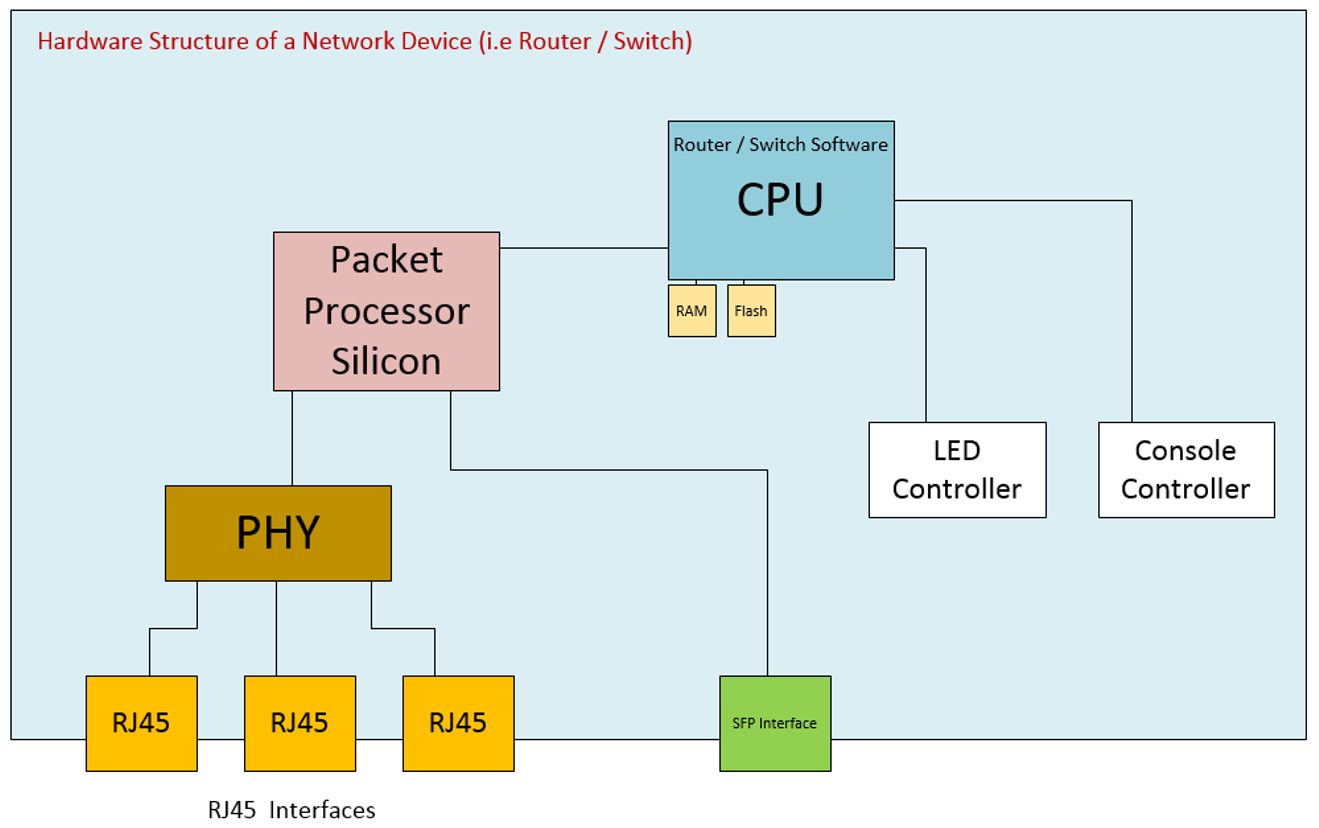 Hardware Structure of a Network Device (i.e Router / Switch)
Router / Switch Software
CPU
Packet
Processor
Silicon
RAM
Flash
LED
Controller
Console
Controller
PHY
RJ45
RJ45
RJ45
SFP Interface
RJ45  Interfaces